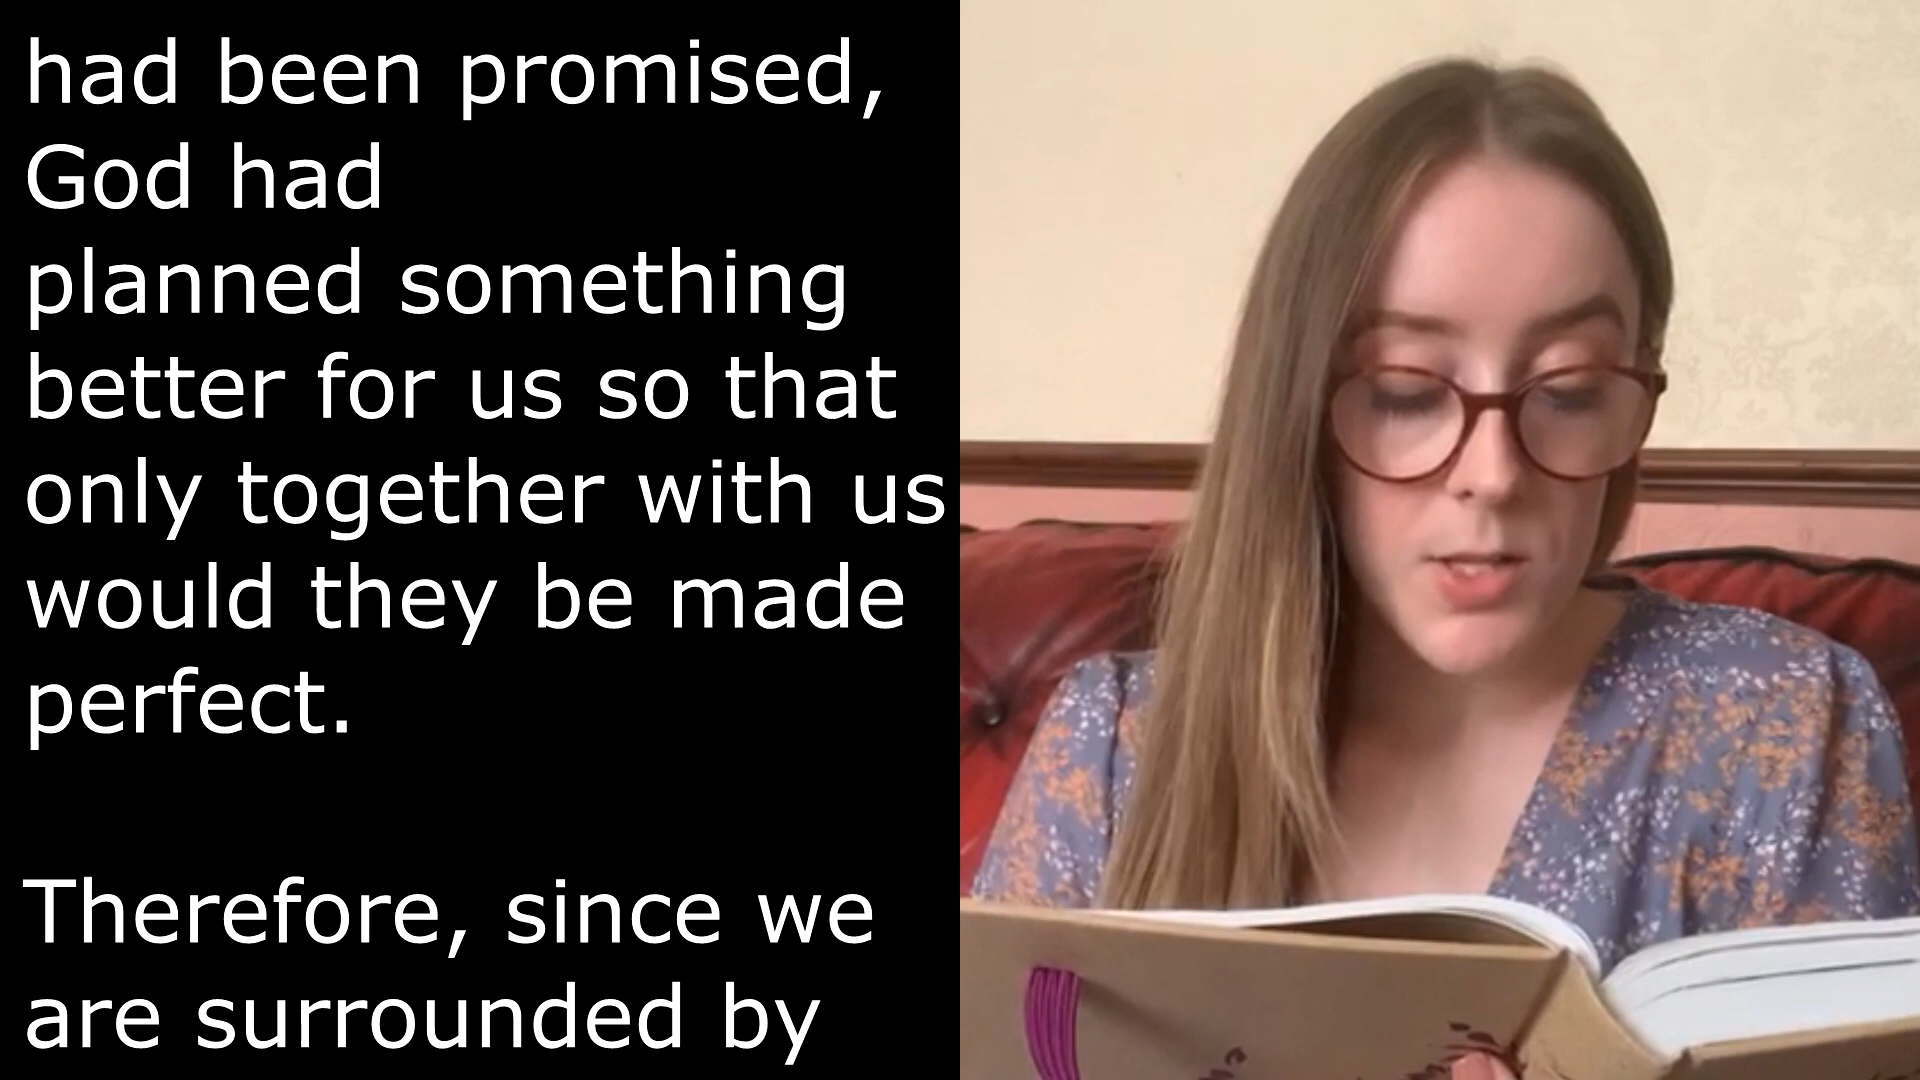 had been promised,
God had
planned something
better for us so that
only together with us
would they be made
perfect.
Therefore, since we
are surrounded by